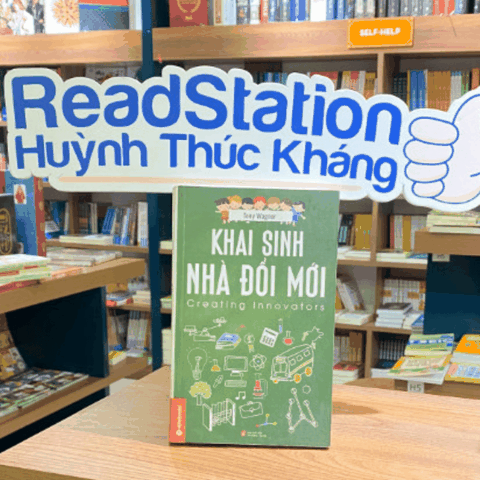 SELF-HELP
ReadStation
Huỳnh Thúc Kháng
Tony Wagner
KHAI SINH
NHÀ ĐỔI MỚI
Creating Innovators